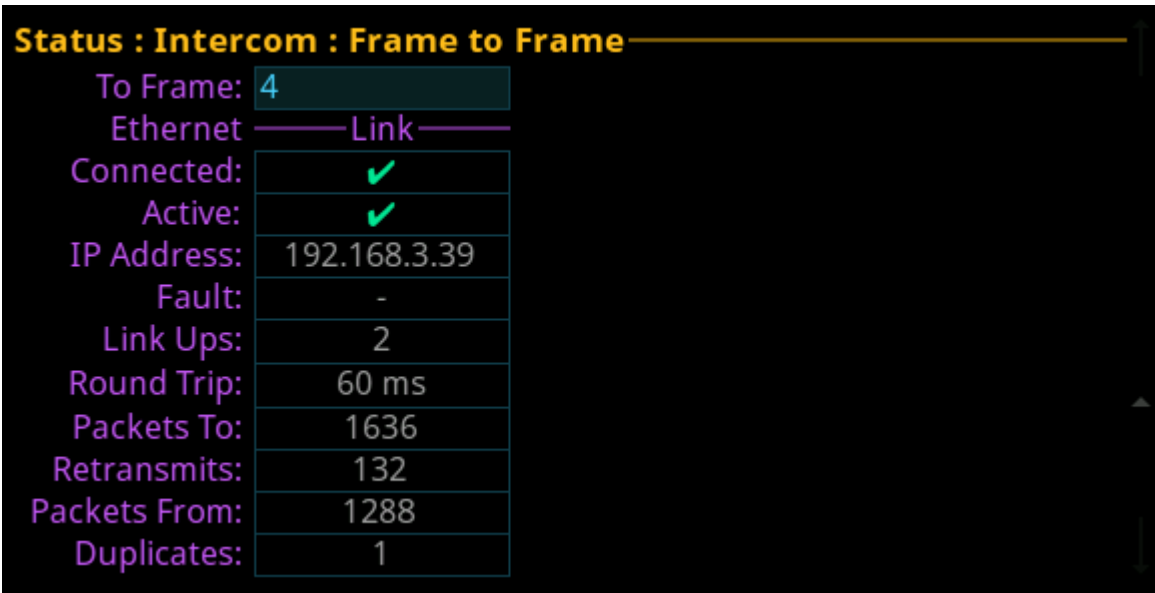 Status : Intercom : Frame to Frame
To Frame: 4
Ethernet Link
Connected: ✔
Active: ✔
IP Address: 192.168.3.39
Fault: -
Link Ups: 2
Round Trip: 60 ms
Packets To: 1636
Retransmits: 132
Packets From: 1288
Duplicates: 1